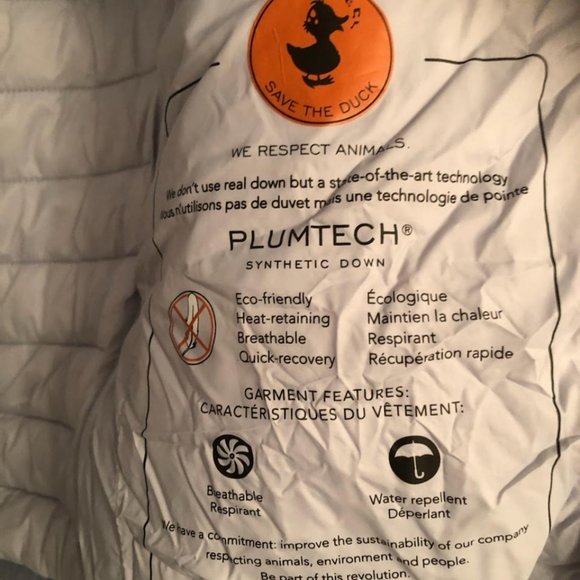 SAVE THE DUCK
WE RESPECT ANIMALS.
We don't use real down but a state-of-the-art technology
Nous n'utilisons pas de duvet mais une technologie de pointe
PLUMTECH®
SYNTHETIC DOWN
Eco-friendly Écologique
Heat-retaining Maintien la chaleur
Breathable Respirant
Quick-recovery Récupération rapide
GARMENT FEATURES:
CARACTÉRISTIQUES DU VÊTEMENT:
Breathable Water repellent
Respirant Déperlant
We have a commitment: improve the sustainability of our company
respecting animals, environment and people.
Be part of this revolution.